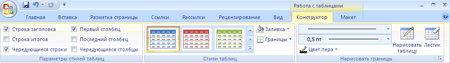 Работа с таблицами
Главная Вставка Разметка страницы Ссылки Рассылки Рецензирование Вид Конструктор Макет
Строка заголовка Первый столбец
Строка итогов Последний столбец
Чередующиеся строки Чередующиеся столбцы
Параметры стилей таблиц
Заливка
Границы
Стили таблиц
0,5 пт
Цвет пера
Нарисовать таблицу
Ластик
Нарисовать границы